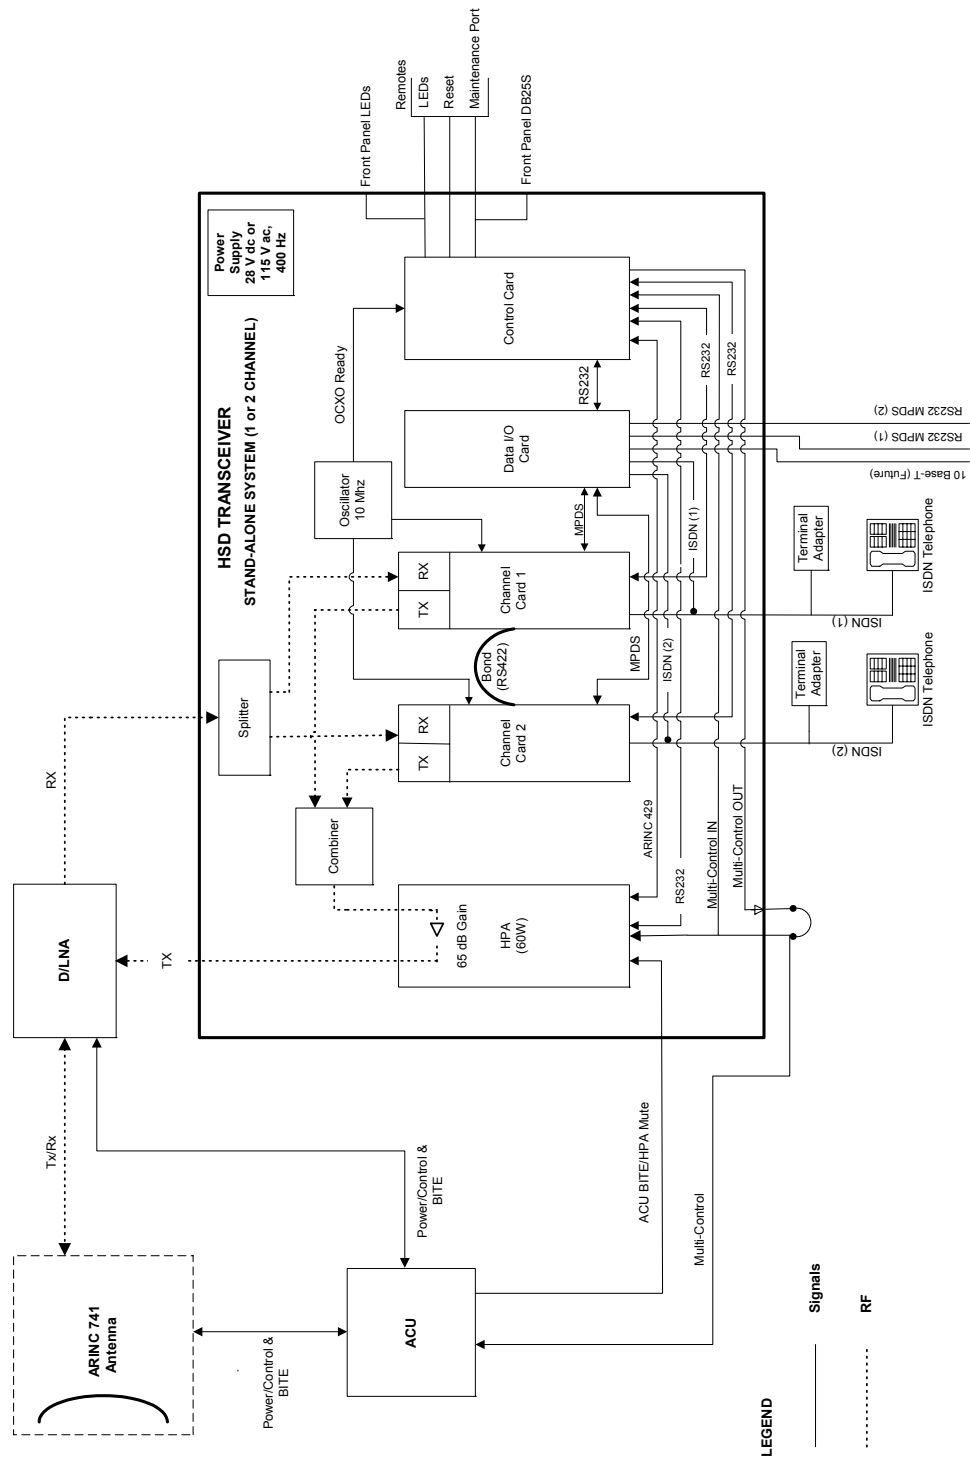 Front Panel LEDs
Remotes
LEDs
Reset
Maintenance Port
Front Panel DB25S
Power
Supply
28 V dc or
115 V ac,
400 Hz
HSD TRANSCEIVER
STAND-ALONE SYSTEM (1 or 2 CHANNEL)
OCXO Ready
Control Card
RS232
Data I/O
Card
Oscillator
10 Mhz
MPDS
RX
TX
Channel
Card 1
Bond
(RS422)
MPDS
RX
TX
Channel
Card 2
Splitter
RX
Combiner
65 dB Gain
HPA
(60W)
TX
D/LNA
RS232
RS232
ISDN (1)
ISDN (2)
ARINC 429
RS232
Multi-Control IN
Multi-Control OUT
RS232 MPDS
(2)
RS232 MPDS
(1)
10 Base-T (Future)
Terminal
Adapter
ISDN Telephone
ISDN (1)
Terminal
Adapter
ISDN Telephone
ISDN (2)
Tx/Rx
Power/Control &
BITE
ARINC 741
Antenna
Power/Control &
BITE
ACU
ACU BITE/HPA Mute
Multi-Control
LEGEND
Signals
RF